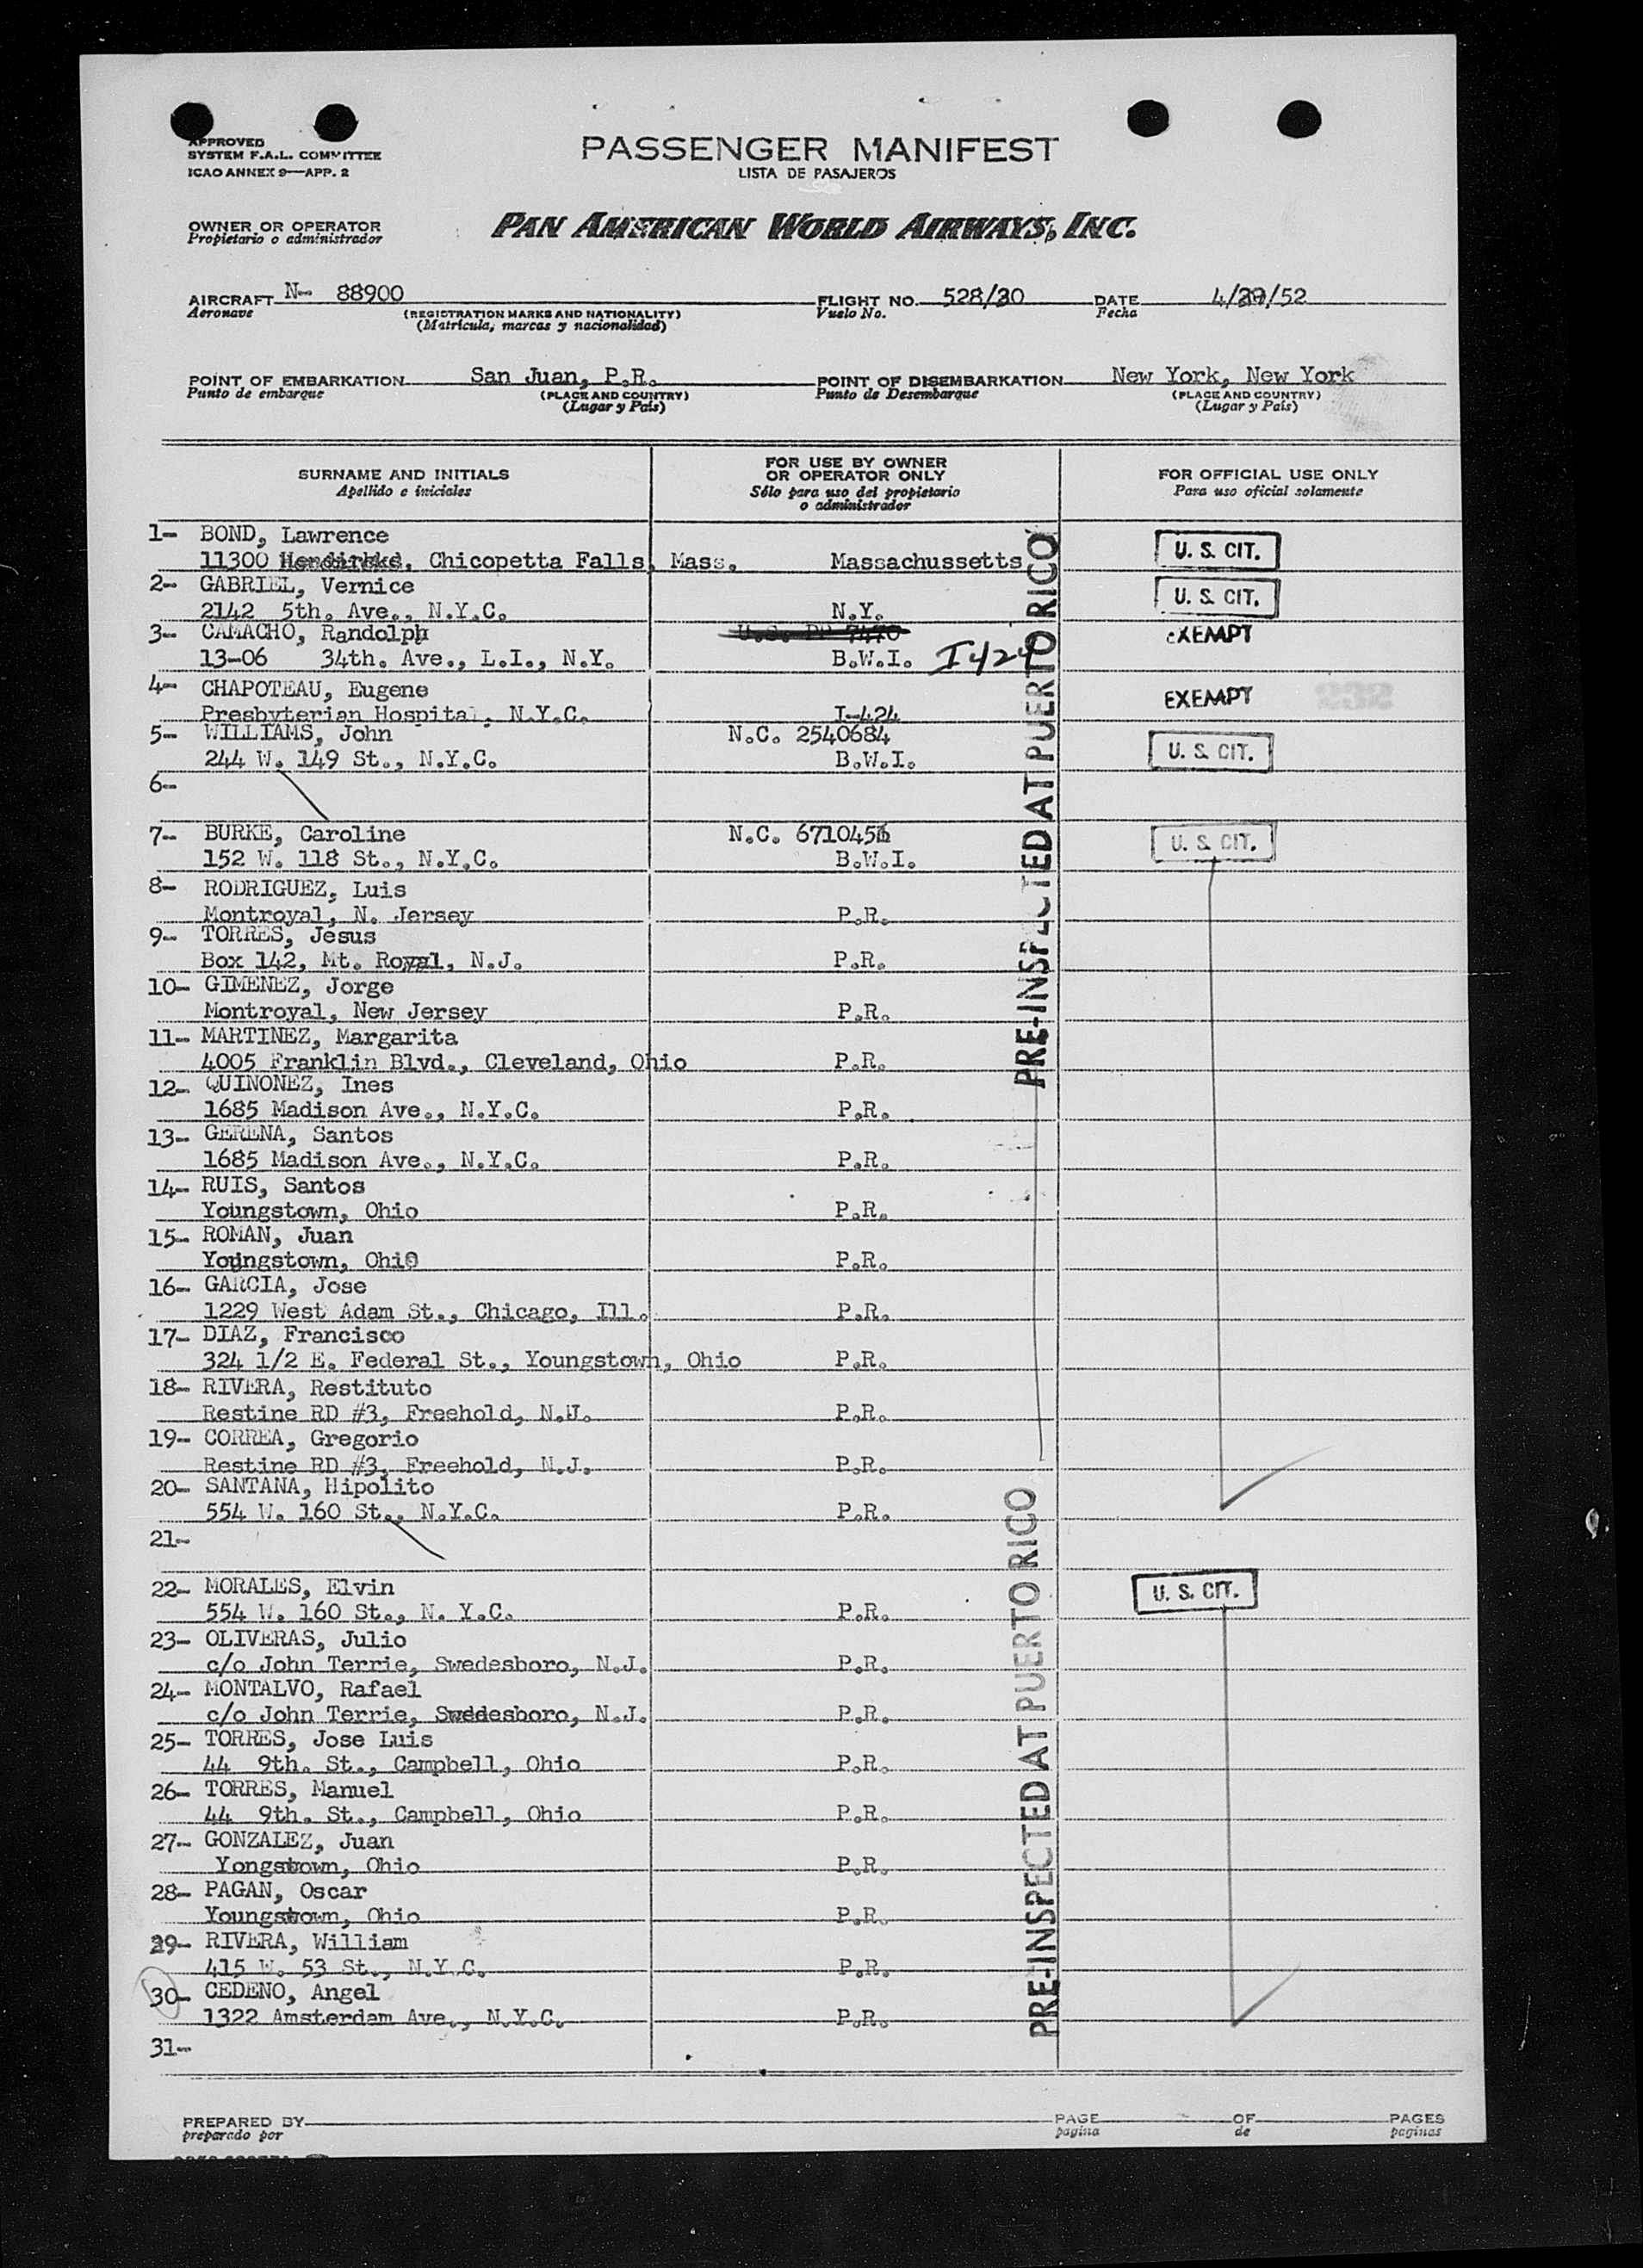 APPROVED
SYSTEM F.A.L. COMMITTEE
ICAO ANNEX 9—APP. 2
PASSENGER MANIFEST
LISTA DE PASAJEROS
OWNER OR OPERATOR
Propietario o administrador
PAN AMERICAN WORLD AIRWAYS, INC.
AIRCRAFT N- 88900
Aeronave
(REGISTRATION MARKS AND NATIONALITY)
(Matrícula, marcas y nacionalidad)
FLIGHT NO. 528/30
Vuelo No.
DATE 4/29/52
Fecha
POINT OF EMBARKATION San Juan, P.R.
Punto de embarque
(PLACE AND COUNTRY)
(Lugar y País)
POINT OF DISEMBARKATION New York, New York
Punto de Desembarque
(PLACE AND COUNTRY)
(Lugar y País)
SURNAME AND INITIALS
Apellido e iniciales
FOR USE BY OWNER
OR OPERATOR ONLY
Sólo para uso del propietario
o administrador
FOR OFFICIAL USE ONLY
Para uso oficial solamente
1- BOND, Lawrence U. S. CIT.
11300 , Chicopetta Falls, Mass. Massachussetts
2- GABRIEL, Vernice U. S. CIT.
2142 5th. Ave., N.Y.C. N.Y.
3- CAMACHO, Randolph U.S. PP 7470 EXEMPT
13-06 34th. Ave., L.I., N.Y. B.W.I. I424
4- CHAPOTEAU, Eugene EXEMPT 232
Presbyterian Hospital, N.Y.C. I-424
5- WILLIAMS, John N.C. 2540684 U. S. CIT.
244 W. 149 St., N.Y.C. B.W.I.
6-
7- BURKE, Caroline N.C. U. S. CIT.
152 W. 118 St., N.Y.C. B.W.I.
8- RODRIGUEZ, Luis
Montroyal, N. Jersey P.R.
9- TORRES, Jesus
Box 142, Mt. Royal, N.J. P.R.
10- GIMENEZ, Jorge
Montroyal, New Jersey P.R.
11- MARTINEZ, Margarita
4005 Franklin Blvd., Cleveland, Ohio P.R.
12- QUINONEZ, Ines
1685 Madison Ave., N.Y.C. P.R.
13- GERENA, Santos
1685 Madison Ave., N.Y.C. P.R.
14- RUIS, Santos
Youngstown, Ohio P.R.
15- ROMAN, Juan
Youngstown, Ohio P.R.
16- GARCIA, Jose
1229 West Adam St., Chicago, Ill. P.R.
17- DIAZ, Francisco
324 1/2 E. Federal St., Youngstown, Ohio P.R.
18- RIVERA, Restituto
Restine RD #3, Freehold, N.J. P.R.
19- CORREA, Gregorio
Restine RD #3, Freehold, N.J. P.R.
20- SANTANA, Hipolito
554 W. 160 St., N.Y.C. P.R.
21-
22- MORALES, Elvin U. S. CIT.
554 W. 160 St., N. Y.C. P.R.
23- OLIVERAS, Julio
c/o John Terrie, Swedesboro, N.J. P.R.
24- MONTALVO, Rafael
c/o John Terrie, Swedesboro, N.J. P.R.
25- TORRES, Jose Luis
44 9th. St., Campbell, Ohio P.R.
26- TORRES, Manuel
44 9th. St., Campbell, Ohio P.R.
27- GONZALEZ, Juan
Yongstown, Ohio P.R.
28- PAGAN, Oscar
Youngstown, Ohio P.R.
29- RIVERA, William
415 W. 53 St., N.Y.C. P.R.
30- CEDENO, Angel
1322 Amsterdam Ave., N.Y.C. P.R.
31-
PRE-INSPECTED AT PUERTO RICO
PRE-INSPECTED AT PUERTO RICO
PREPARED BY
preparado por
PAGE OF PAGES
página de paginas